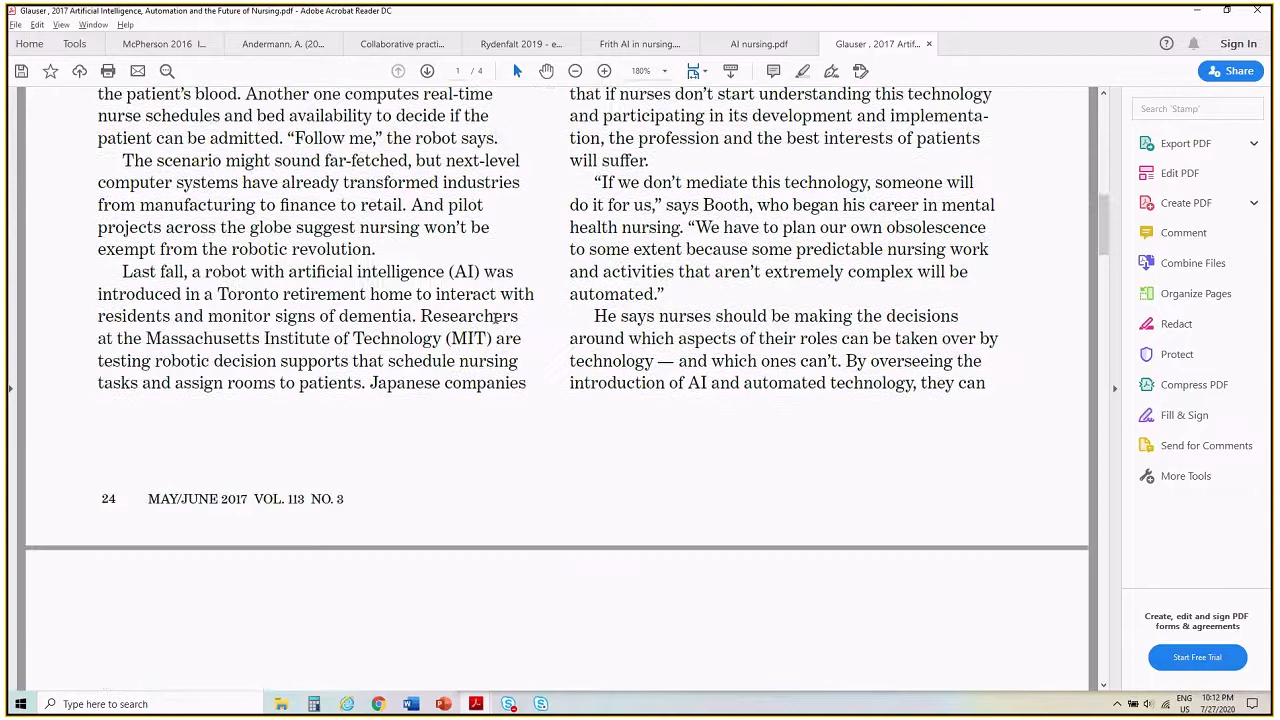 Glauser , 2017 Artificial Intelligence, Automation and the Future of Nursing.pdf - Adobe Acrobat Reader DC
File Edit View Window Help
Home Tools McPherson 2016 I... Andermann, A. (20... Collaborative practi... Rydenfalt 2019 - e... Frith AI in nursing.... AI nursing.pdf Glauser , 2017 Artif... × Sign In
1 / 4 180% Share
the patient's blood. Another one computes real-time
nurse schedules and bed availability to decide if the
patient can be admitted. “Follow me,” the robot says.
The scenario might sound far-fetched, but next-level
computer systems have already transformed industries
from manufacturing to finance to retail. And pilot
projects across the globe suggest nursing won’t be
exempt from the robotic revolution.
Last fall, a robot with artificial intelligence (AI) was
introduced in a Toronto retirement home to interact with
residents and monitor signs of dementia. Researchers
at the Massachusetts Institute of Technology (MIT) are
testing robotic decision supports that schedule nursing
tasks and assign rooms to patients. Japanese companies
that if nurses don’t start understanding this technology
and participating in its development and implementa-
tion, the profession and the best interests of patients
will suffer.
“If we don’t mediate this technology, someone will
do it for us,” says Booth, who began his career in mental
health nursing. “We have to plan our own obsolescence
to some extent because some predictable nursing work
and activities that aren’t extremely complex will be
automated.”
He says nurses should be making the decisions
around which aspects of their roles can be taken over by
technology — and which ones can’t. By overseeing the
introduction of AI and automated technology, they can
24 MAY/JUNE 2017 VOL. 113 NO. 3
Search 'Stamp'
Export PDF
Edit PDF
Create PDF
Comment
Combine Files
Organize Pages
Redact
Protect
Compress PDF
Fill & Sign
Send for Comments
More Tools
Create, edit and sign PDF
forms & agreements
Start Free Trial
Type here to search
ENG
US
10:12 PM
7/27/2020